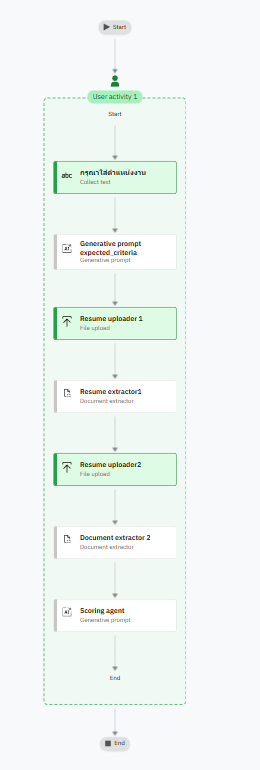 Start
User activity 1
Start
abc
กรุณาใส่ตำแหน่งงาน
Collect text
AI
Generative prompt
expected_criteria
Generative prompt
Resume uploader 1
File upload
Resume extractor1
Document extractor
Resume uploader2
File upload
Document extractor 2
Document extractor
AI
Scoring agent
Generative prompt
End
End